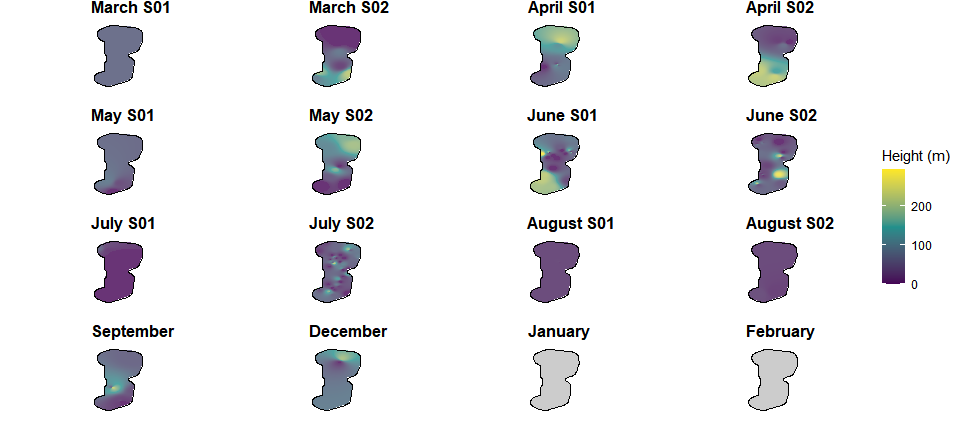 March S01
March S02
April S01
April S02
May S01
May S02
June S01
June S02
Height (m)
200
100
0
July S01
July S02
August S01
August S02
September
December
January
February